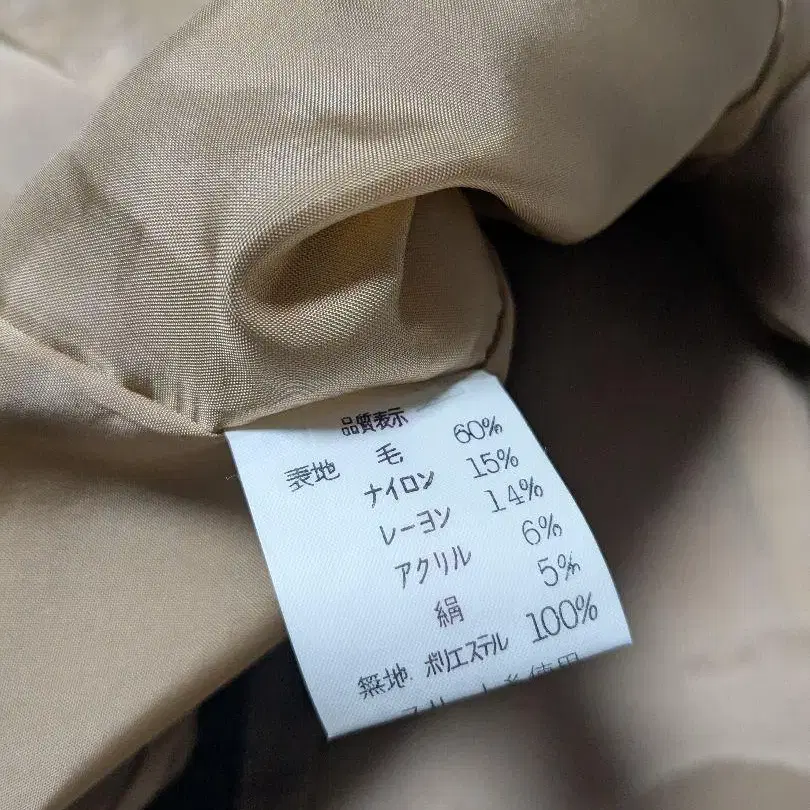 品質表示
表地 毛 60%
ナイロン 15%
レーヨン 14%
アクリル 6%
絹 5%
無地 ポリエステル 100%